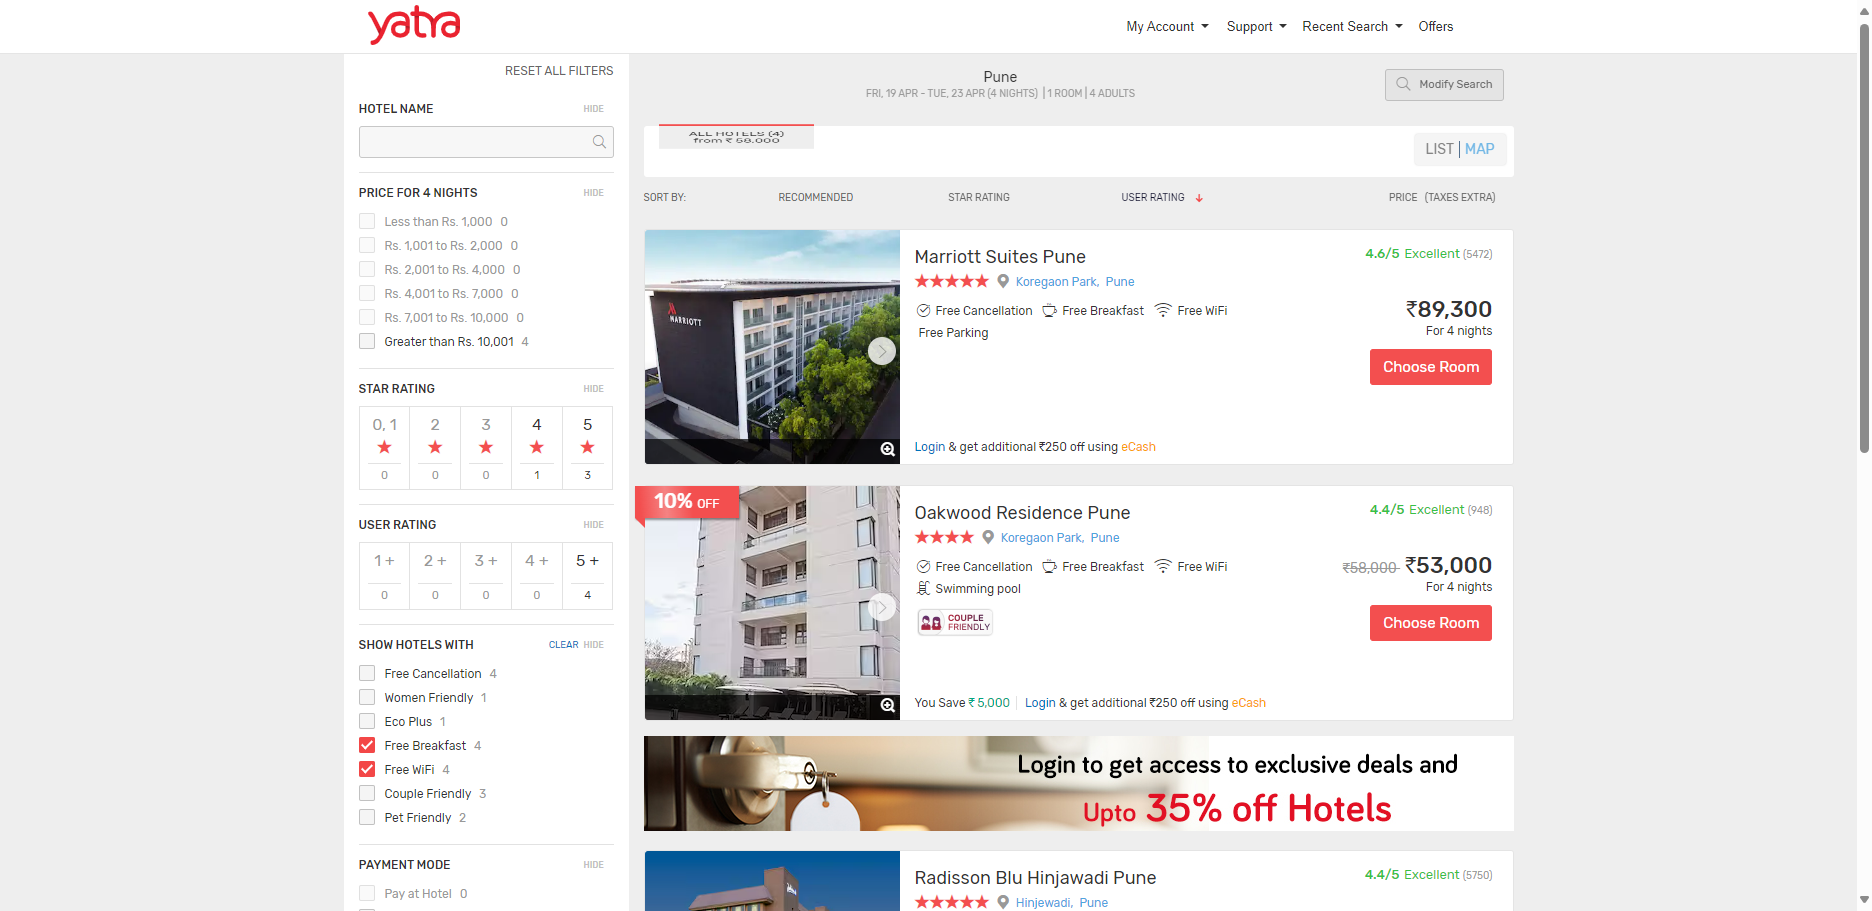 yatra
My Account
Support
Recent Search
Offers
RESET ALL FILTERS
HOTEL NAME HIDE
PRICE FOR 4 NIGHTS HIDE
Less than Rs. 1,000 0
Rs. 1,001 to Rs. 2,000 0
Rs. 2,001 to Rs. 4,000 0
Rs. 4,001 to Rs. 7,000 0
Rs. 7,001 to Rs. 10,000 0
Greater than Rs. 10,001 4
STAR RATING HIDE
0, 1 2 3 4 5
0 0 0 1 3
USER RATING HIDE
1 + 2 + 3 + 4 + 5 +
0 0 0 0 4
SHOW HOTELS WITH CLEAR HIDE
Free Cancellation 4
Women Friendly 1
Eco Plus 1
Free Breakfast 4
Free WiFi 4
Couple Friendly 3
Pet Friendly 2
PAYMENT MODE HIDE
Pay at Hotel 0
Pune
FRI, 19 APR - TUE, 23 APR (4 NIGHTS) | 1 ROOM | 4 ADULTS
Modify Search
ALL HOTELS (4)
from ₹ 58,000
LIST | MAP
SORT BY: RECOMMENDED STAR RATING USER RATING PRICE (TAXES EXTRA)
MARRIOTT
Marriott Suites Pune
4.6/5 Excellent (5472)
Koregaon Park, Pune
Free Cancellation Free Breakfast Free WiFi
Free Parking
₹89,300
For 4 nights
Choose Room
Login & get additional ₹250 off using eCash
10% OFF
Oakwood Residence Pune
4.4/5 Excellent (948)
Koregaon Park, Pune
Free Cancellation Free Breakfast Free WiFi
Swimming pool
COUPLE
FRIENDLY
₹58,000 ₹53,000
For 4 nights
Choose Room
You Save ₹ 5,000 | Login & get additional ₹250 off using eCash
Login to get access to exclusive deals and
Upto 35% off Hotels
Radisson Blu Hinjawadi Pune
4.4/5 Excellent (5750)
Hinjewadi, Pune